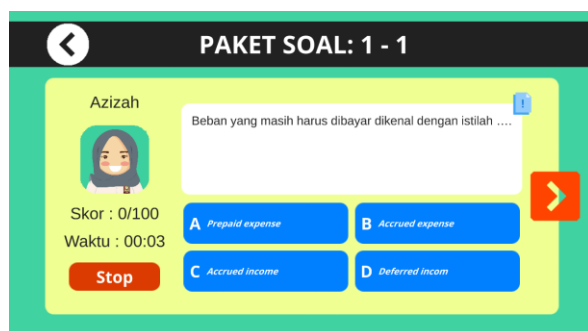 PAKET SOAL: 1 - 1
Azizah
Beban yang masih harus dibayar dikenal dengan istilah ....
!
Skor : 0/100
Waktu : 00:03
Stop
A Prepaid expense
B Accrued expense
C Accrued income
D Deferred incom